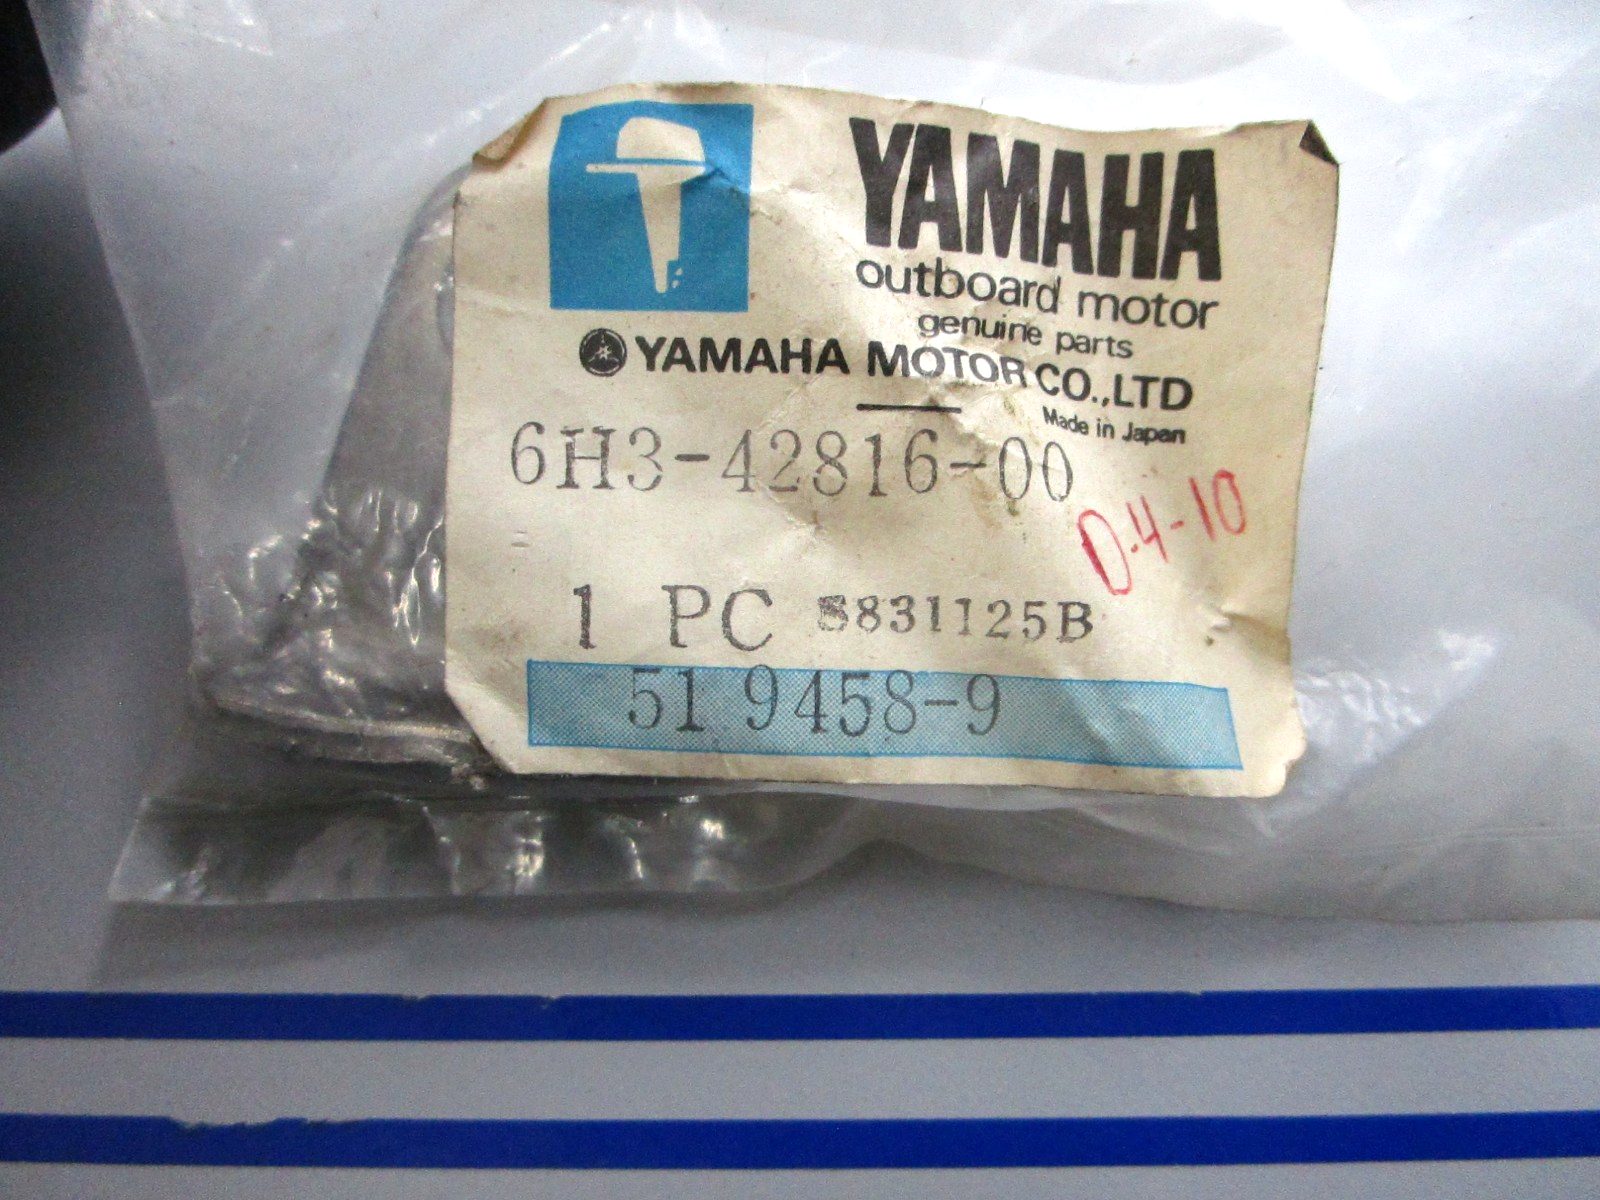 YAMAHA
outboard motor
genuine parts
YAMAHA MOTOR CO.,LTD
Made in Japan
6H3-42816-00
D-4-10
1 PC S831125B
51 9458-9